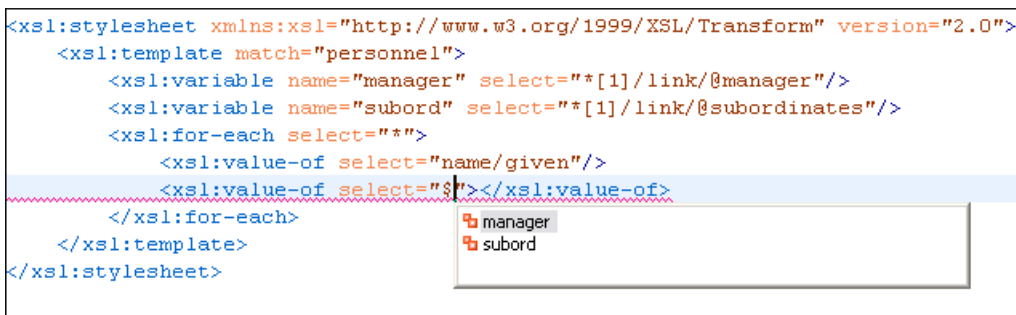 <xsl:stylesheet xmlns:xsl="http://www.w3.org/1999/XSL/Transform" version="2.0">
    <xsl:template match="personnel">
        <xsl:variable name="manager" select="*[1]/link/@manager"/>
        <xsl:variable name="subord" select="*[1]/link/@subordinates"/>
        <xsl:for-each select="*">
            <xsl:value-of select="name/given"/>
            <xsl:value-of select="$"></xsl:value-of>
        </xsl:for-each>
manager
    </xsl:template>
subord
</xsl:stylesheet>